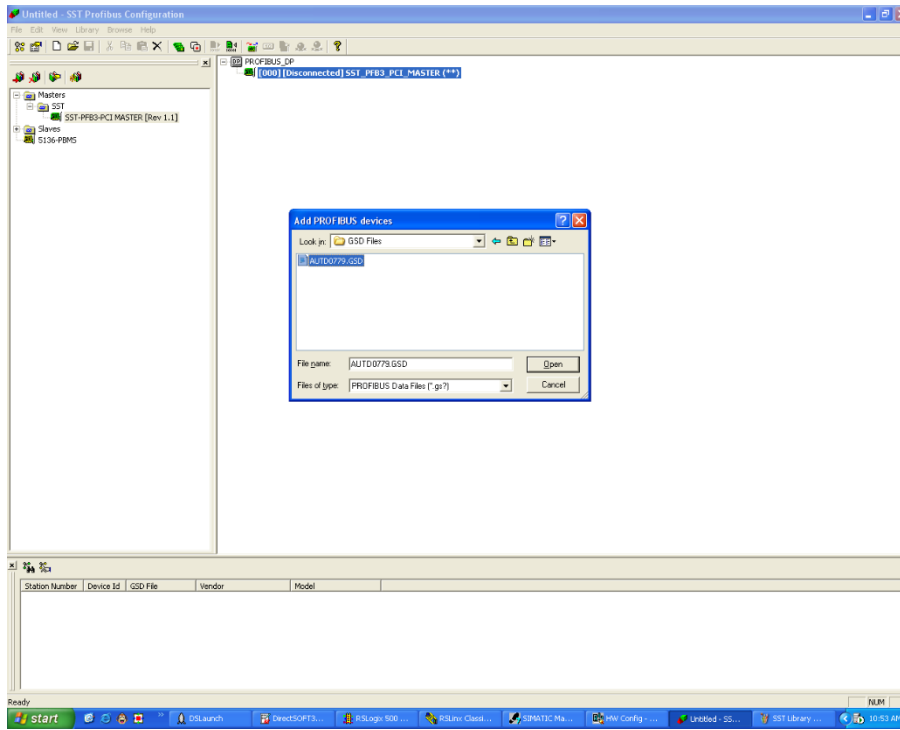 Untitled - SST Profibus Configuration
File Edit View Library Browse Help
PROFIBUS_DP
[000] [Disconnected] SST_PFB3_PCI_MASTER (**)
Masters
SST
SST-PFB3-PCI MASTER [Rev 1.1]
Slaves
5136-PBMS
Add PROFIBUS devices
Look in: GSD Files
AUTD0779.GSD
File name: AUTD0779.GSD Open
Files of type: PROFIBUS Data Files (*.gs?) Cancel
Station Number Device Id GSD File Vendor Model
Ready NUM
start DSLaunch DirectSOFT3... RSLogix 500 ... RSLinx Classi... SIMATIC Ma... HW Config - ... Untitled - SS... SST Library ... 10:53 AM